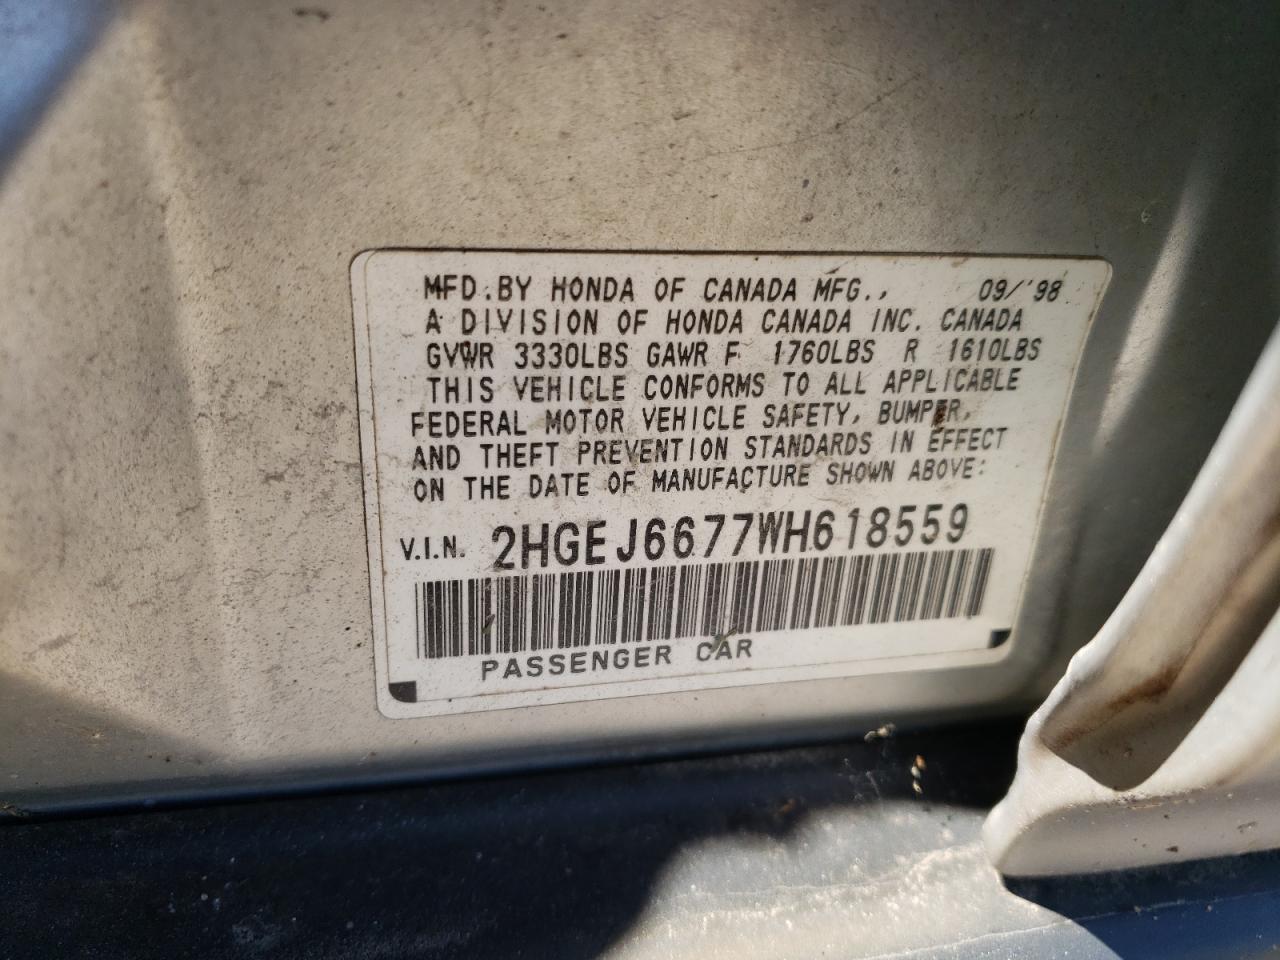 MFD.BY HONDA OF CANADA MFG., 09/'98
A DIVISION OF HONDA CANADA INC. CANADA
GVWR 3330LBS GAWR F 1760LBS R 1610LBS
THIS VEHICLE CONFORMS TO ALL APPLICABLE
FEDERAL MOTOR VEHICLE SAFETY, BUMPER,
AND THEFT PREVENTION STANDARDS IN EFFECT
ON THE DATE OF MANUFACTURE SHOWN ABOVE:
V.I.N. 2HGEJ6677WH618559
PASSENGER CAR